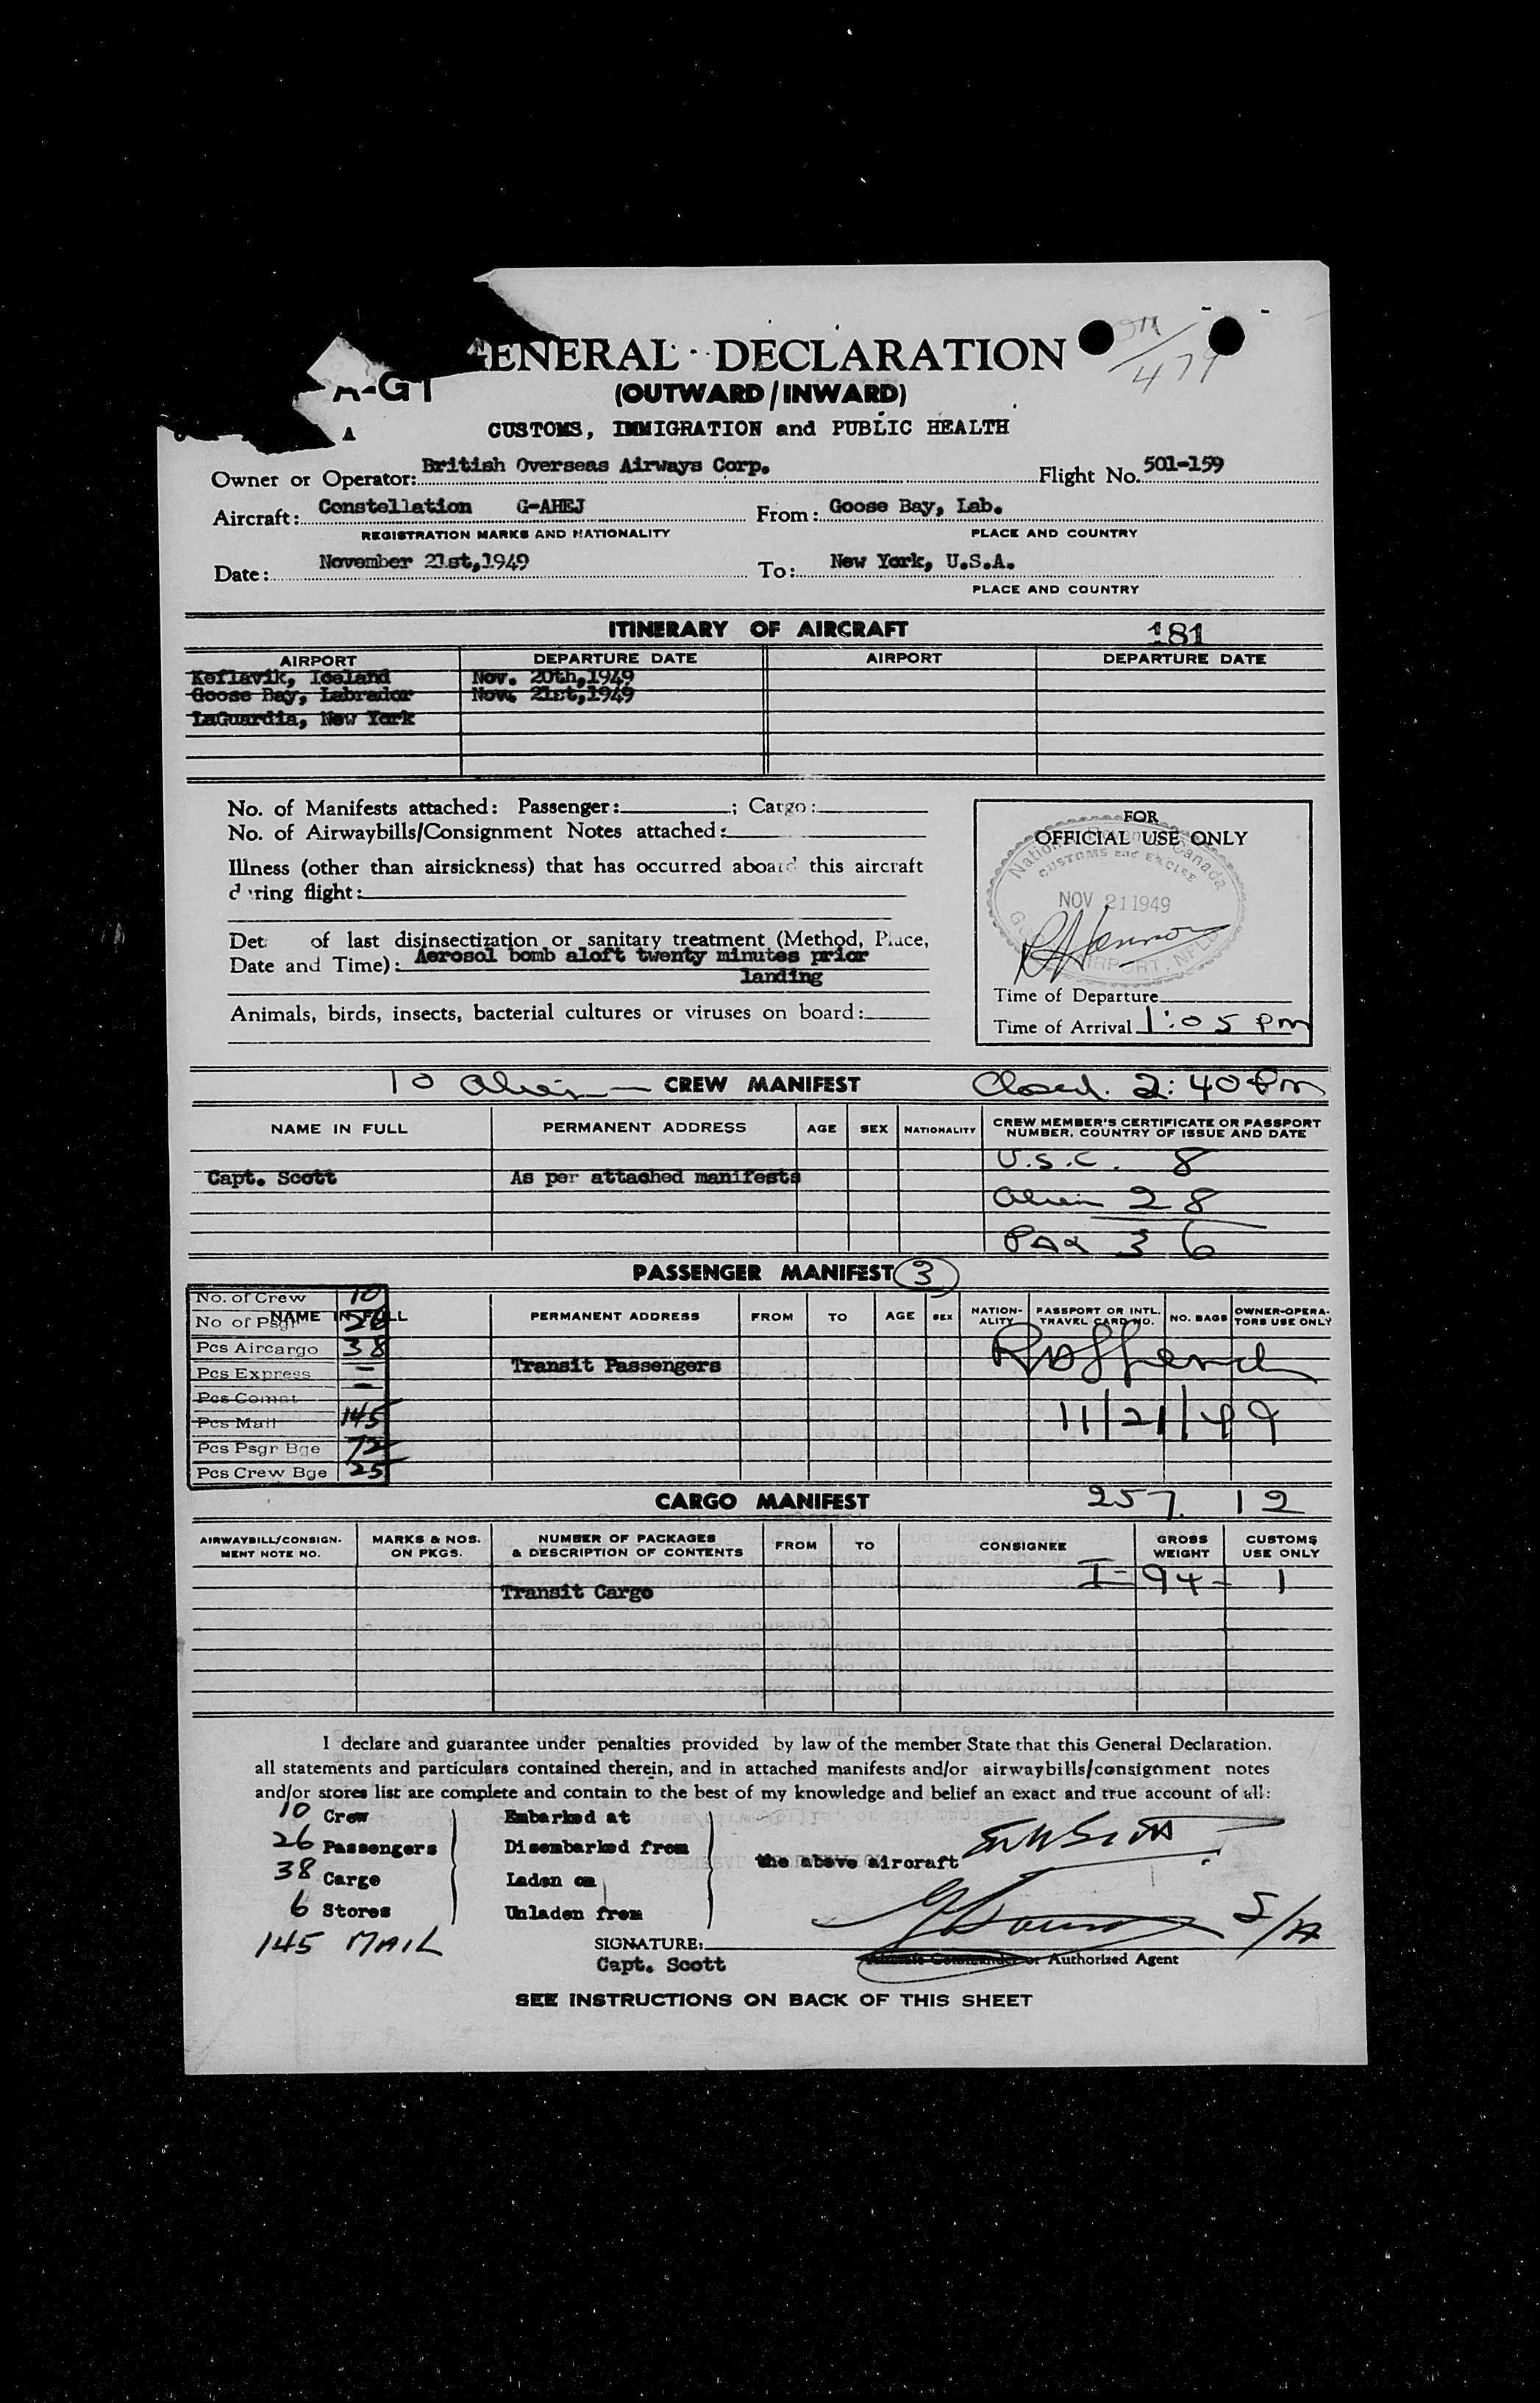 GENERAL DECLARATION
479
(OUTWARD/INWARD)
CUSTOMS, IMMIGRATION and PUBLIC HEALTH
Owner or Operator: British Overseas Airways Corp. Flight No. 501-159
Aircraft: Constellation G-AHEJ From: Goose Bay, Lab.
REGISTRATION MARKS AND NATIONALITY PLACE AND COUNTRY
Date: November 21st,1949 To: New York, U.S.A.
PLACE AND COUNTRY
ITINERARY OF AIRCRAFT 181
AIRPORT DEPARTURE DATE AIRPORT DEPARTURE DATE
Keflavik, Iceland Nov. 20th,1949
Goose Bay, Labrador Nov. 21st,1949
LaGuardia, New York
No. of Manifests attached: Passenger: ; Cargo:
No. of Airwaybills/Consignment Notes attached:
Illness (other than airsickness) that has occurred aboard this aircraft
during flight:
Det of last disinsectization or sanitary treatment (Method, Place,
Date and Time): Aerosol bomb aloft twenty minutes prior
landing
Animals, birds, insects, bacterial cultures or viruses on board:
FOR
OFFICIAL USE ONLY
National Revenue Canada
CUSTOMS and EXCISE
NOV 21 1949
AIRPORT, NFLD
Time of Departure
Time of Arrival 1:05 PM
10 Alien — CREW MANIFEST Closed. 2:40 PM
NAME IN FULL PERMANENT ADDRESS AGE SEX NATIONALITY CREW MEMBER'S CERTIFICATE OR PASSPORT NUMBER, COUNTRY OF ISSUE AND DATE
U.S.C. 8
Capt. Scott As per attached manifests
Alien 28
Pax 36
PASSENGER MANIFEST 3
NAME IN FULL PERMANENT ADDRESS FROM TO AGE SEX NATIONALITY PASSPORT OR INTL. TRAVEL CARD NO. NO. BAGS OWNER-OPERATORS USE ONLY
No. of Crew 10
No of Psgr 26
Pcs Aircargo 38
Pcs Express —
Pcs Comat —
Pcs Mail 145
Pcs Psgr Bge 72
Pcs Crew Bge 25
Transit Passengers
11/21/49
CARGO MANIFEST 257. 12
AIRWAYBILL/CONSIGNMENT NOTE NO. MARKS & NOS. ON PKGS. NUMBER OF PACKAGES & DESCRIPTION OF CONTENTS FROM TO CONSIGNEE GROSS WEIGHT CUSTOMS USE ONLY
I-94-1
Transit Cargo
I declare and guarantee under penalties provided by law of the member State that this General Declaration.
all statements and particulars contained therein, and in attached manifests and/or airwaybills/consignment notes
and/or stores list are complete and contain to the best of my knowledge and belief an exact and true account of all:
10 Crew Embarked at
26 Passengers Disembarked from
the above aircraft
38 Cargo Laden on
6 Stores Unladen from
145 MAIL
SIGNATURE: S/A
Capt. Scott Aircraft Commander or Authorized Agent
SEE INSTRUCTIONS ON BACK OF THIS SHEET